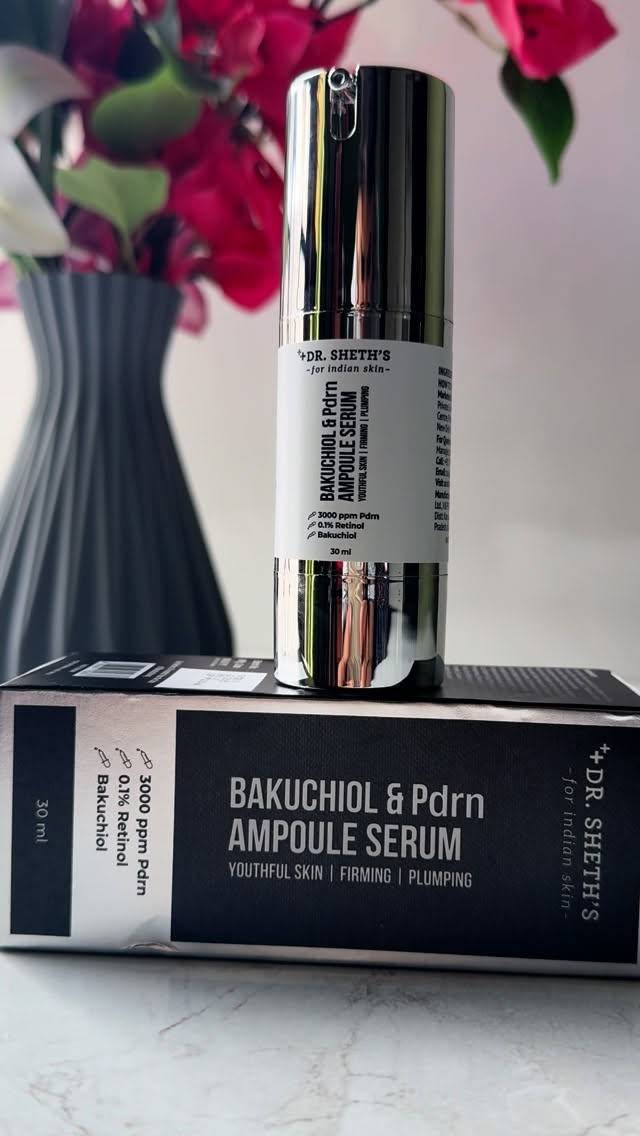 DR. SHETH'S
-for indian skin-
BAKUCHIOL & Pdrn
AMPOULE SERUM
YOUTHFUL SKIN | FIRMING | PLUMPING
3000 ppm Pdrn
0.1% Retinol
Bakuchiol
30 ml
30 ml
3000 ppm Pdrn
0.1% Retinol
Bakuchiol
BAKUCHIOL & Pdrn
AMPOULE SERUM
YOUTHFUL SKIN | FIRMING | PLUMPING
DR. SHETH'S
-for indian skin-